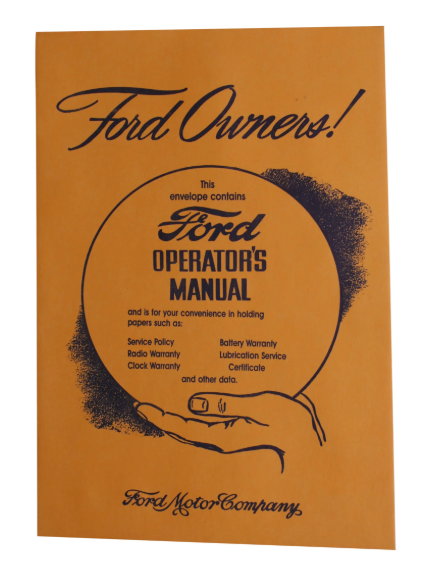 Ford Owners!
This
envelope contains
Ford
OPERATOR'S
MANUAL
and is for your convenience in holding
papers such as:
Service Policy Battery Warranty
Radio Warranty Lubrication Service
Clock Warranty Certificate
and other data.
Ford Motor Company